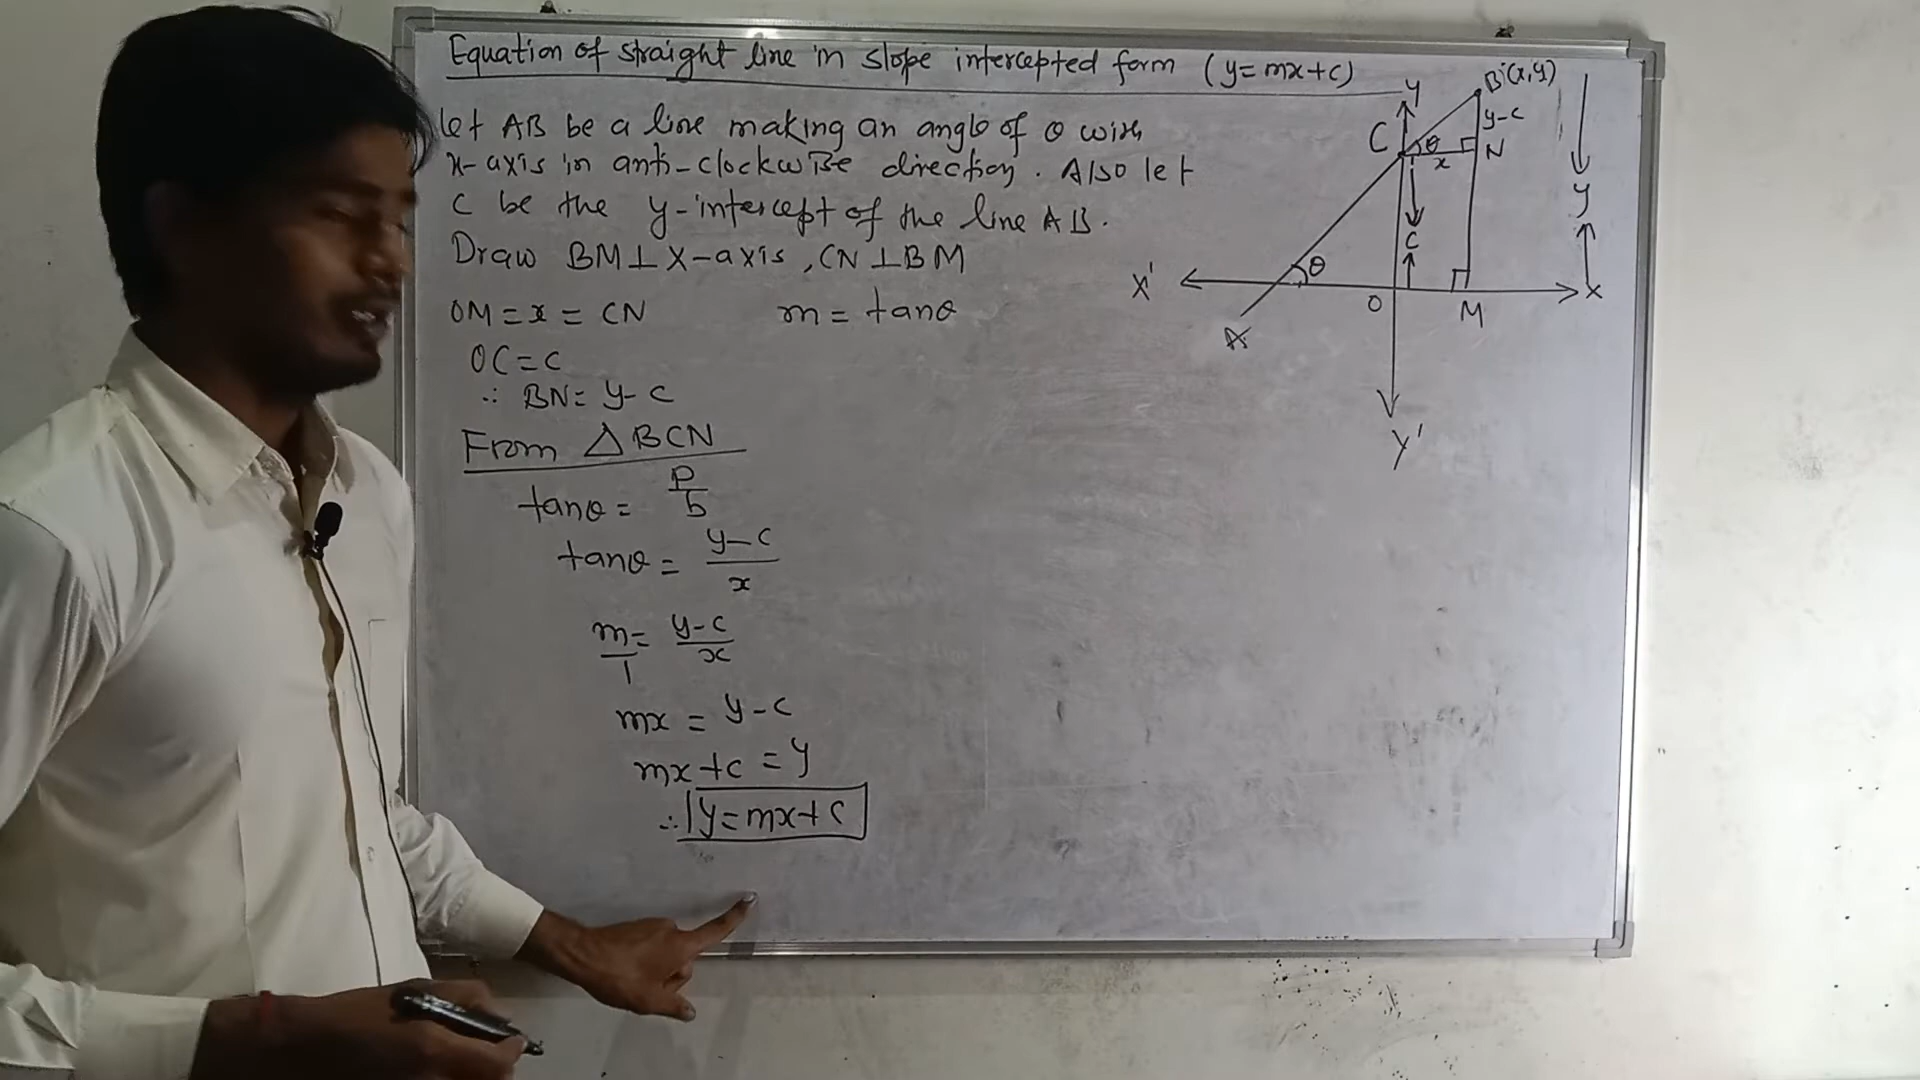 Equation of straight line in slope intercepted form (y=mx+c)
let AB be a line making an angle of θ with
x-axis in anti-clockwise direction. Also let
C be the y-intercept of the line AB.
Draw BM⊥X-axis, CN⊥BM
OM = x = CN
m = tanθ
OC = c
∴ BN = y-c
From △BCN
tanθ = p/b
tanθ = y-c/x
m/1 = y-c/x
mx = y-c
mx+c = y
∴ y=mx+c
Y
B(x,y)
y-c
C
θ
x
N
y
c
θ
X'
O
M
X
A
Y'